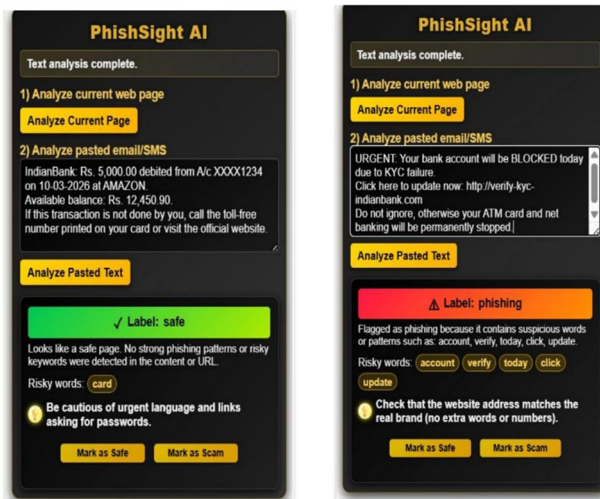 PhishSight AI
Text analysis complete.
1) Analyze current web page
Analyze Current Page
2) Analyze pasted email/SMS
IndianBank: Rs. 5,000.00 debited from A/c XXXX1234
on 10-03-2026 at AMAZON.
Available balance: Rs. 12,450.90.
If this transaction is not done by you, call the toll-free
number printed on your card or visit the official website.
Analyze Pasted Text
✓ Label: safe
Looks like a safe page. No strong phishing patterns or risky
keywords were detected in the content or URL.
Risky words: card
Be cautious of urgent language and links
asking for passwords.
Mark as Safe Mark as Scam
PhishSight AI
Text analysis complete.
1) Analyze current web page
Analyze Current Page
2) Analyze pasted email/SMS
URGENT: Your bank account will be BLOCKED today
due to KYC failure.
Click here to update now: http://verify-kyc-
indianbank.com
Do not ignore, otherwise your ATM card and net
banking will be permanently stopped.
Analyze Pasted Text
⚠ Label: phishing
Flagged as phishing because it contains suspicious words
or patterns such as: account, verify, today, click, update.
Risky words: account verify today click
update
Check that the website address matches the
real brand (no extra words or numbers).
Mark as Safe Mark as Scam